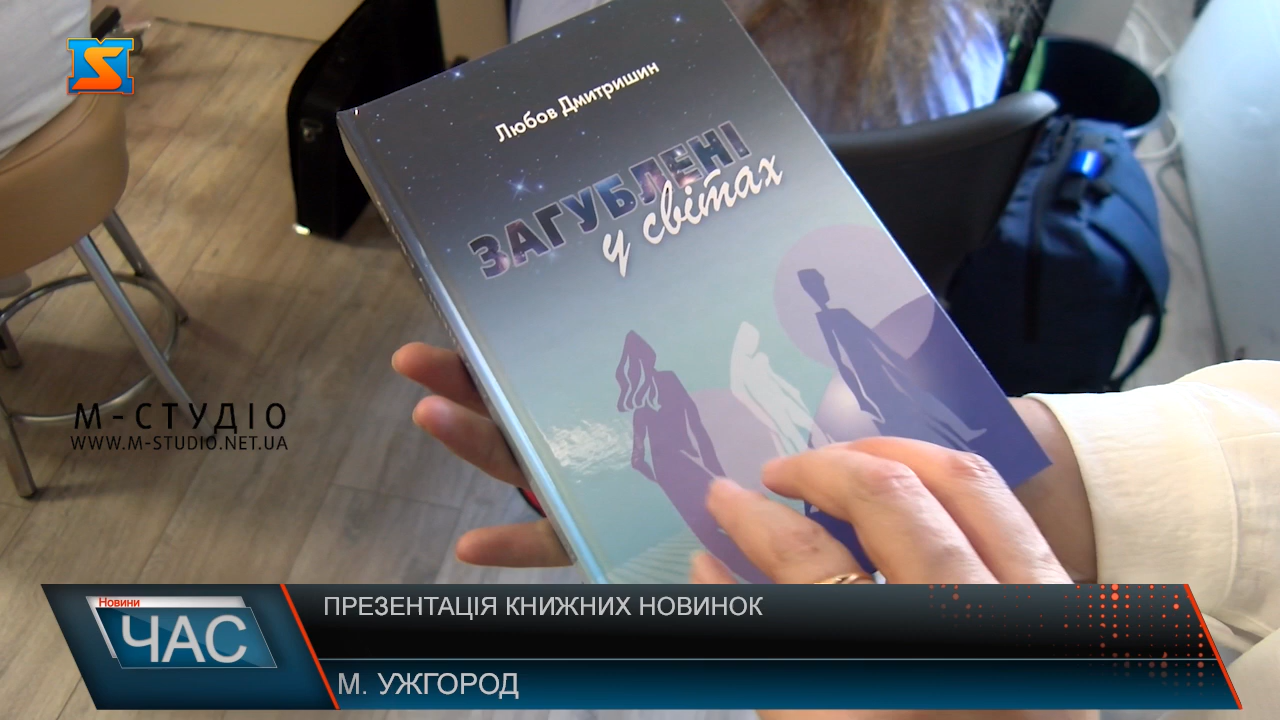 Любов Дмитришин
ЗАГУБЛЕНІ
у світах
М-СТУДІО
WWW.M-STUDIO.NET.UA
Новини
ЧАС
ПРЕЗЕНТАЦІЯ КНИЖНИХ НОВИНОК
М. УЖГОРОД